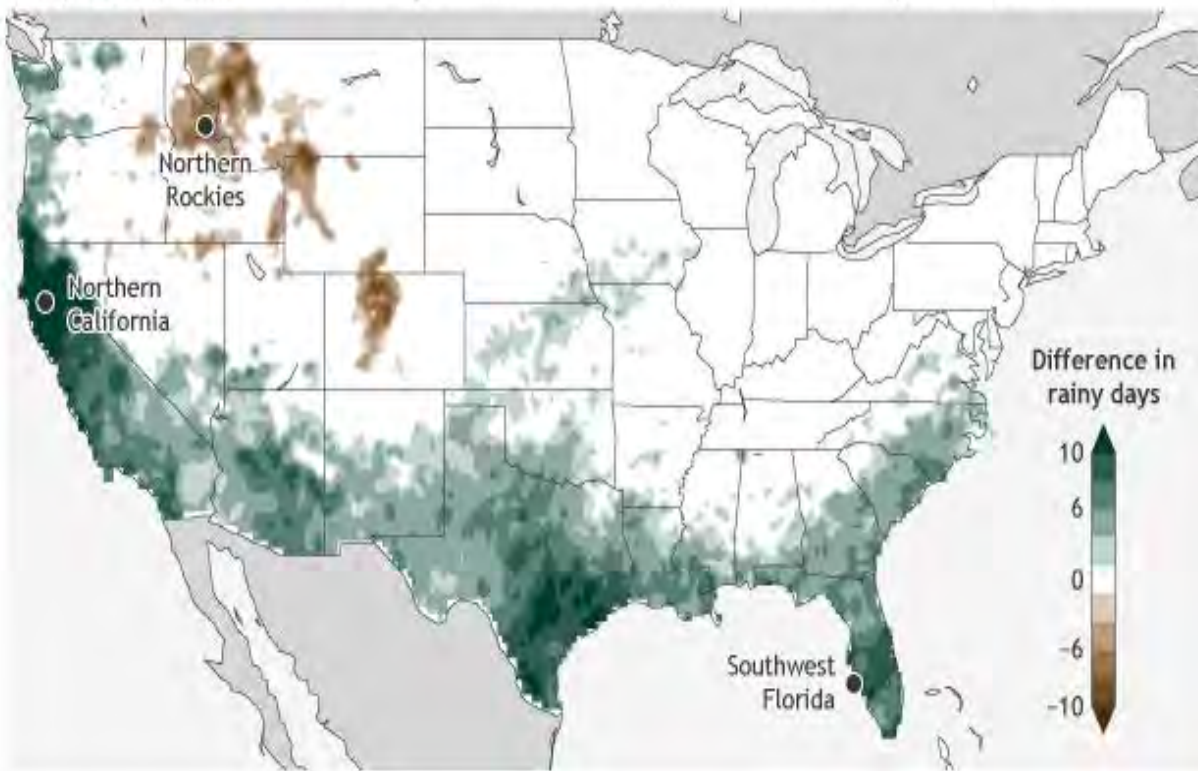 Northern
Rockies
Northern
California
Difference in
rainy days
10
6
0
-6
-10
Southwest
Florida